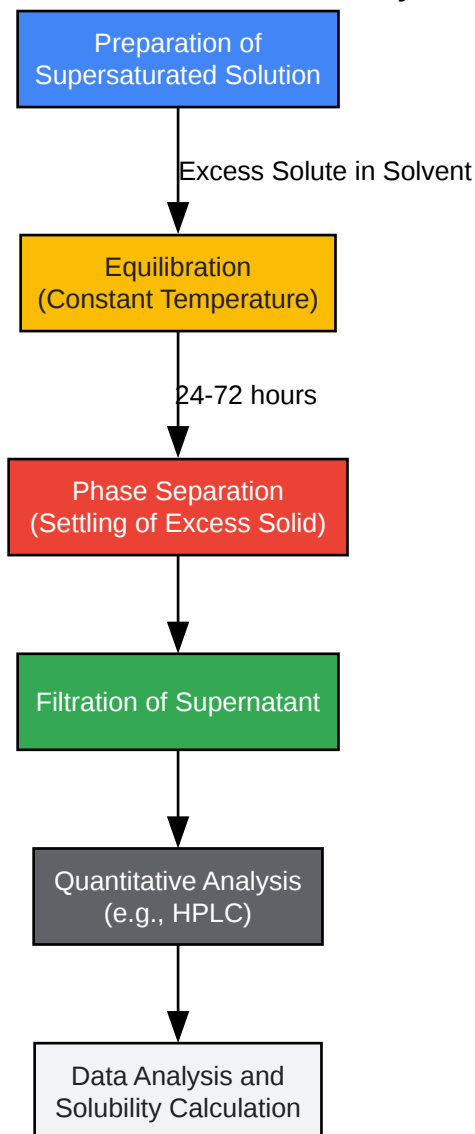 Preparation of
Supersaturated Solution
Excess Solute in Solvent
Equilibration
(Constant Temperature)
24-72 hours
Phase Separation
(Settling of Excess Solid)
Filtration of Supernatant
Quantitative Analysis
(e.g., HPLC)
Data Analysis and
Solubility Calculation